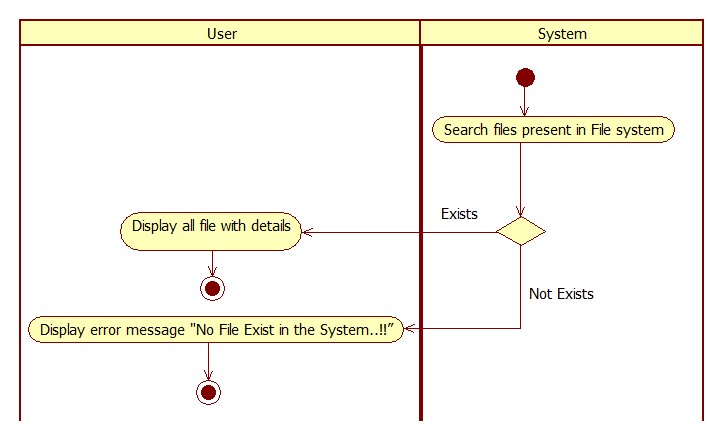 User
System
Search files present in File system
Exists
Display all file with details
Not Exists
Display error message "No File Exist in the System..!!”